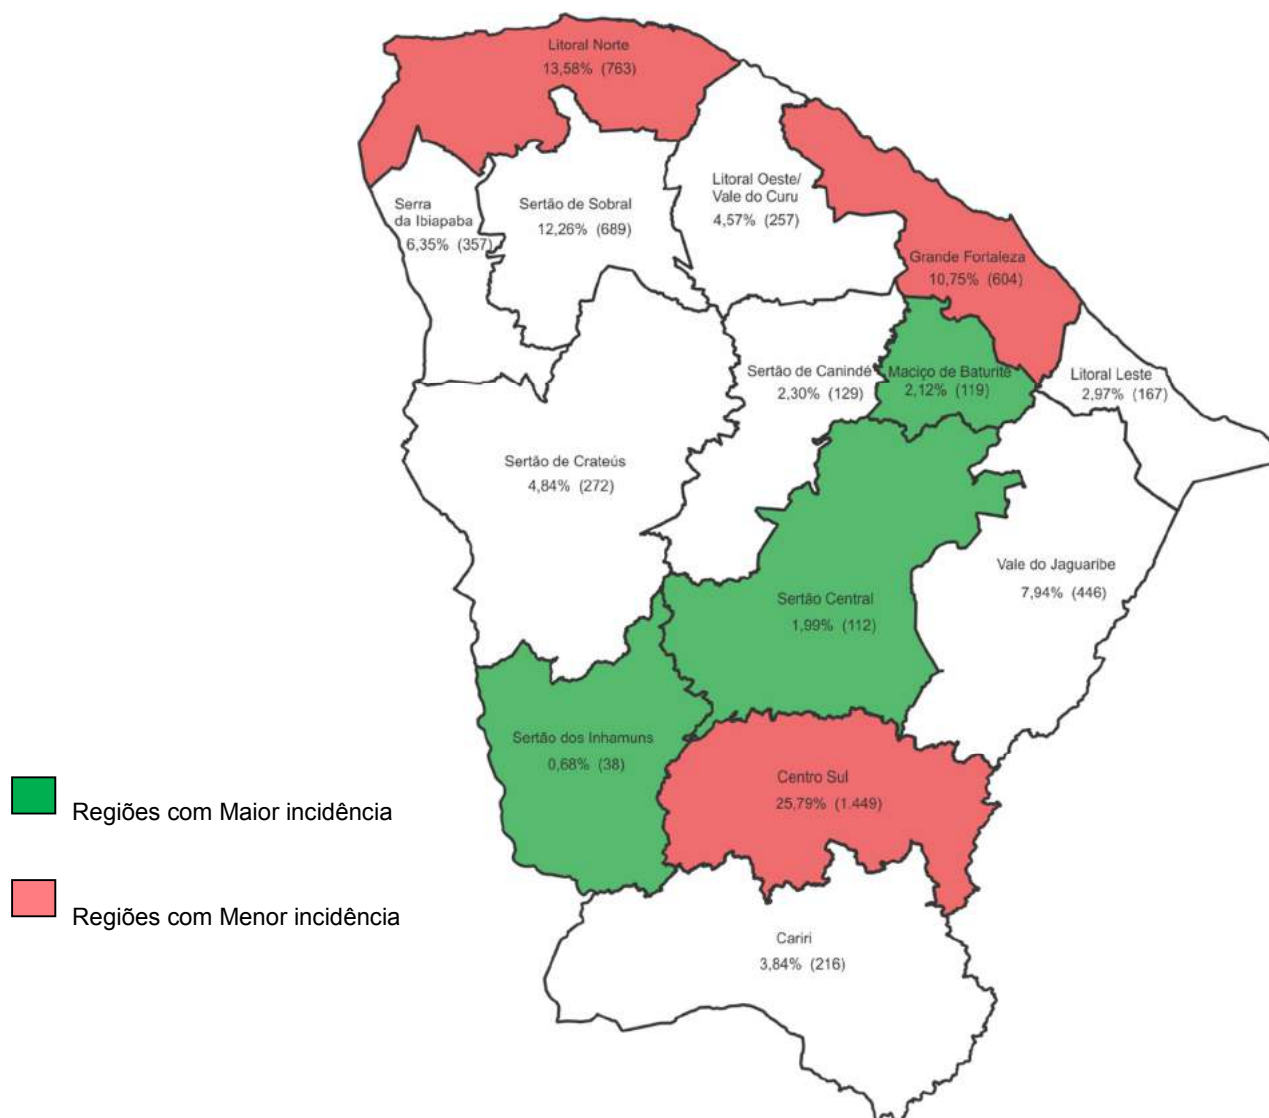 Litoral Norte
13,58% (763)
Litoral Oeste/
Vale do Curu
4,57% (257)
Serra
da Ibiapaba
6,35% (357)
Sertão de Sobral
12,26% (689)
Grande Fortaleza
10,75% (604)
Sertão de Canindé
2,30% (129)
Maciço de Baturité
2,12% (119)
Litoral Leste
2,97% (167)
Sertão de Crateús
4,84% (272)
Vale do Jaguaribe
7,94% (446)
Sertão Central
1,99% (112)
Sertão dos Inhamuns
0,68% (38)
Centro Sul
25,79% (1.449)
Regiões com Maior incidência
Regiões com Menor incidência
Cariri
3,84% (216)